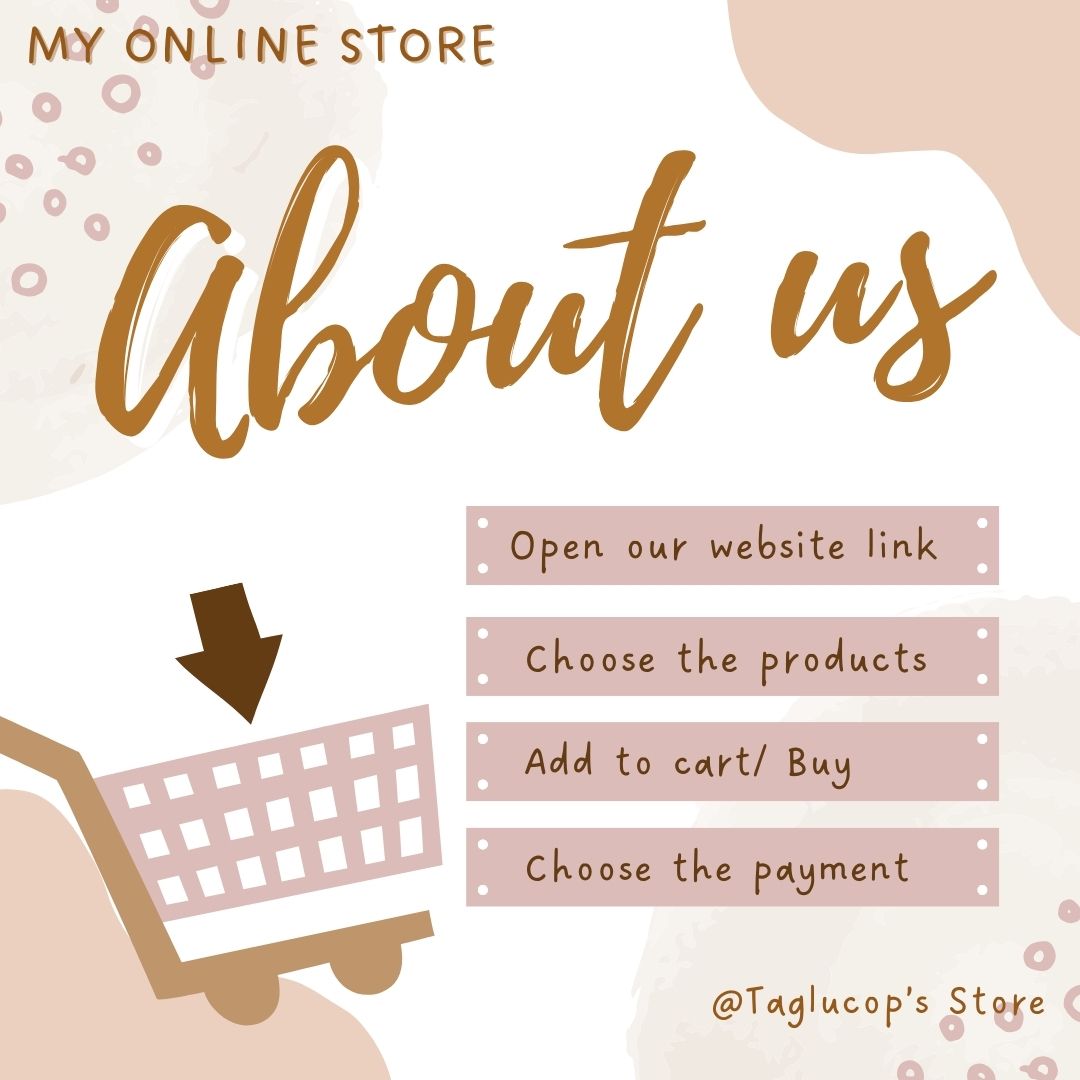 MY ONLINE STORE
About us
Open our website link
Choose the products
Add to cart/ Buy
Choose the payment
@Taglucop's Store